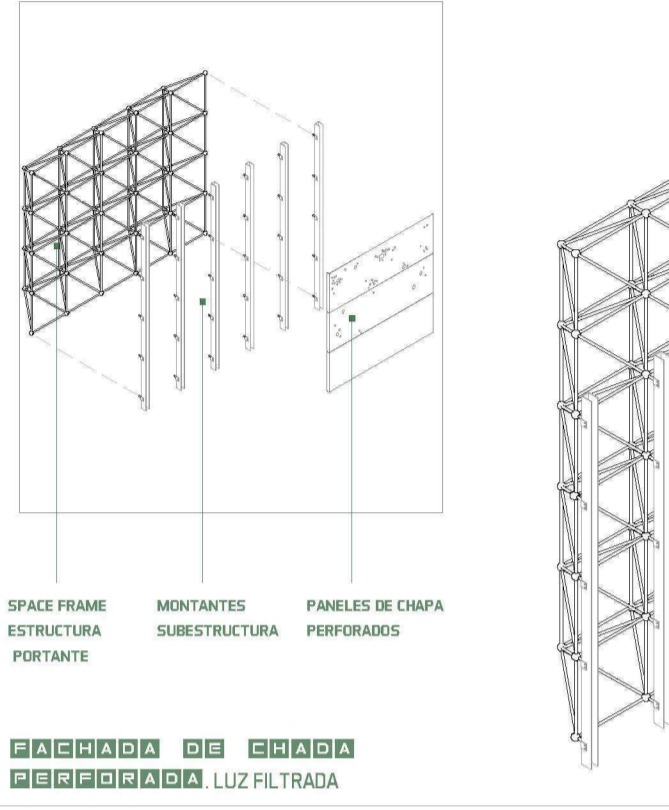 SPACE FRAME
ESTRUCTURA
PORTANTE
MONTANTES
SUBESTRUCTURA
PANELES DE CHAPA
PERFORADOS
FACHADA DE CHADA
PERFORADA. LUZ FILTRADA